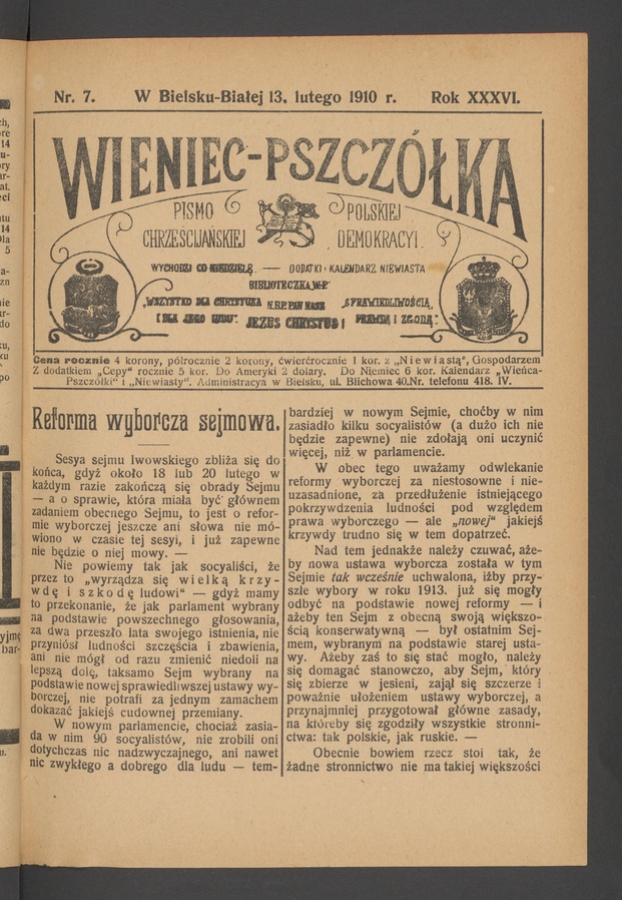 Nr. 7. W Bielsku-Białej 13. lutego 1910 r. Rok XXXVI.
WIENIEC-PSZCZÓŁKA
PISMO POLSKIEJ
CHRZEŚCIJAŃSKIEJ DEMOKRACYI.
WYCHODZI CO NIEDZIELĘ. — DODATKI: KALENDARZ NIEWIASTA
BIBLIOTECZKA W-P
„WSZYSTKO DLA CHRYSTUSA „SPRAWIEDLIWOŚCIĄ,
I DLA JEGO LUDU". JEZUS CHRYSTUS! PRAWDĄ I ZGODĄ."
Cena rocznie 4 korony, półrocznie 2 korony, ćwierćrocznie 1 kor. z „Niewiastą", Gospodarzem
Z dodatkiem „Cepy" rocznie 5 kor. Do Ameryki 2 dolary. Do Niemiec 6 kor. Kalendarz „Wieńca-
Pszczółki" i „Niewiasty". Administracya w Bielsku, ul. Blichowa 40. Nr. telefonu 418. IV.
Reforma wyborcza sejmowa.
Sesya sejmu lwowskiego zbliża się do
końca, gdyż około 18 lub 20 lutego w
każdym razie zakończą się obrady Sejmu
— a o sprawie, która miała być głównem
zadaniem obecnego Sejmu, to jest o refor-
mie wyborczej jeszcze ani słowa nie mó-
wiono w czasie tej sesyi, i już zapewne
nie będzie o niej mowy. —
Nie powiemy tak jak socyaliści, że
przez to „wyrządza się wielką krzy-
wdę i szkodę ludowi" — gdyż mamy
to przekonanie, że jak parlament wybrany
na podstawie powszechnego głosowania,
za dwa przeszło lata swojego istnienia, nie
przyniósł ludności szczęścia i zbawienia,
ani nie mógł od razu zmienić niedoli na
lepszą dolę, taksamo Sejm wybrany na
podstawie nowej sprawiedliwszej ustawy wy-
borczej, nie potrafi za jednym zamachem
dokazać jakiejś cudownej przemiany.
W nowym parlamencie, chociaż zasia-
da w nim 90 socyalistów, nie zrobili oni
dotychczas nic nadzwyczajnego, ani nawet
nic zwykłego a dobrego dla ludu — tem-
bardziej w nowym Sejmie, choćby w nim
zasiadło kilku socyalistów (a dużo ich nie
będzie zapewne) nie zdołają oni uczynić
więcej, niż w parlamencie.
W obec tego uważamy odwlekanie
reformy wyborczej za niestosowne i nie-
uzasadnione, za przedłużenie istniejącego
pokrzywdzenia ludności pod względem
prawa wyborczego — ale „nowej" jakiejś
krzywdy trudno się w tem dopatrzeć.
Nad tem jednakże należy czuwać, aże-
by nowa ustawa wyborcza została w tym
Sejmie tak wcześnie uchwalona, iżby przy-
szłe wybory w roku 1913. już się mogły
odbyć na podstawie nowej reformy — i
ażeby ten Sejm z obecną swoją większo-
ścią konserwatywną — był ostatnim Sej-
mem, wybranym na podstawie starej usta-
wy. Ażeby zaś to się stać mogło, należy
się domagać stanowczo, aby Sejm, który
się zbierze w jesieni, zajął się szczerze i
poważnie ułożeniem ustawy wyborczej, a
przynajmniej przygotował główne zasady,
na któreby się zgodziły wszystkie stronni-
ctwa: tak polskie, jak ruskie. —
Obecnie bowiem rzecz stoi tak, że
żadne stronnictwo nie ma takiej większości